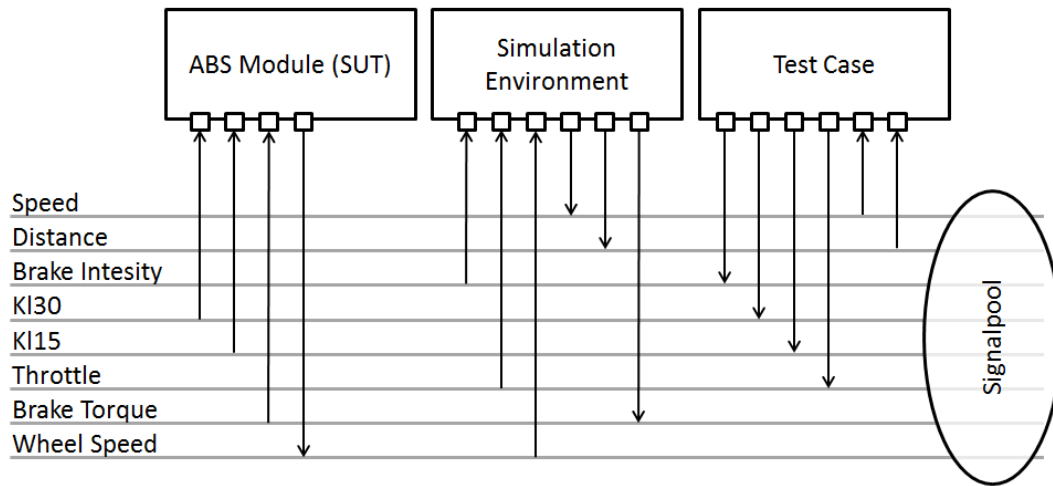 ABS Module (SUT)
Simulation
Environment
Test Case
Speed
Distance
Brake Intesity
Kl30
Kl15
Throttle
Brake Torque
Wheel Speed
Signalpool